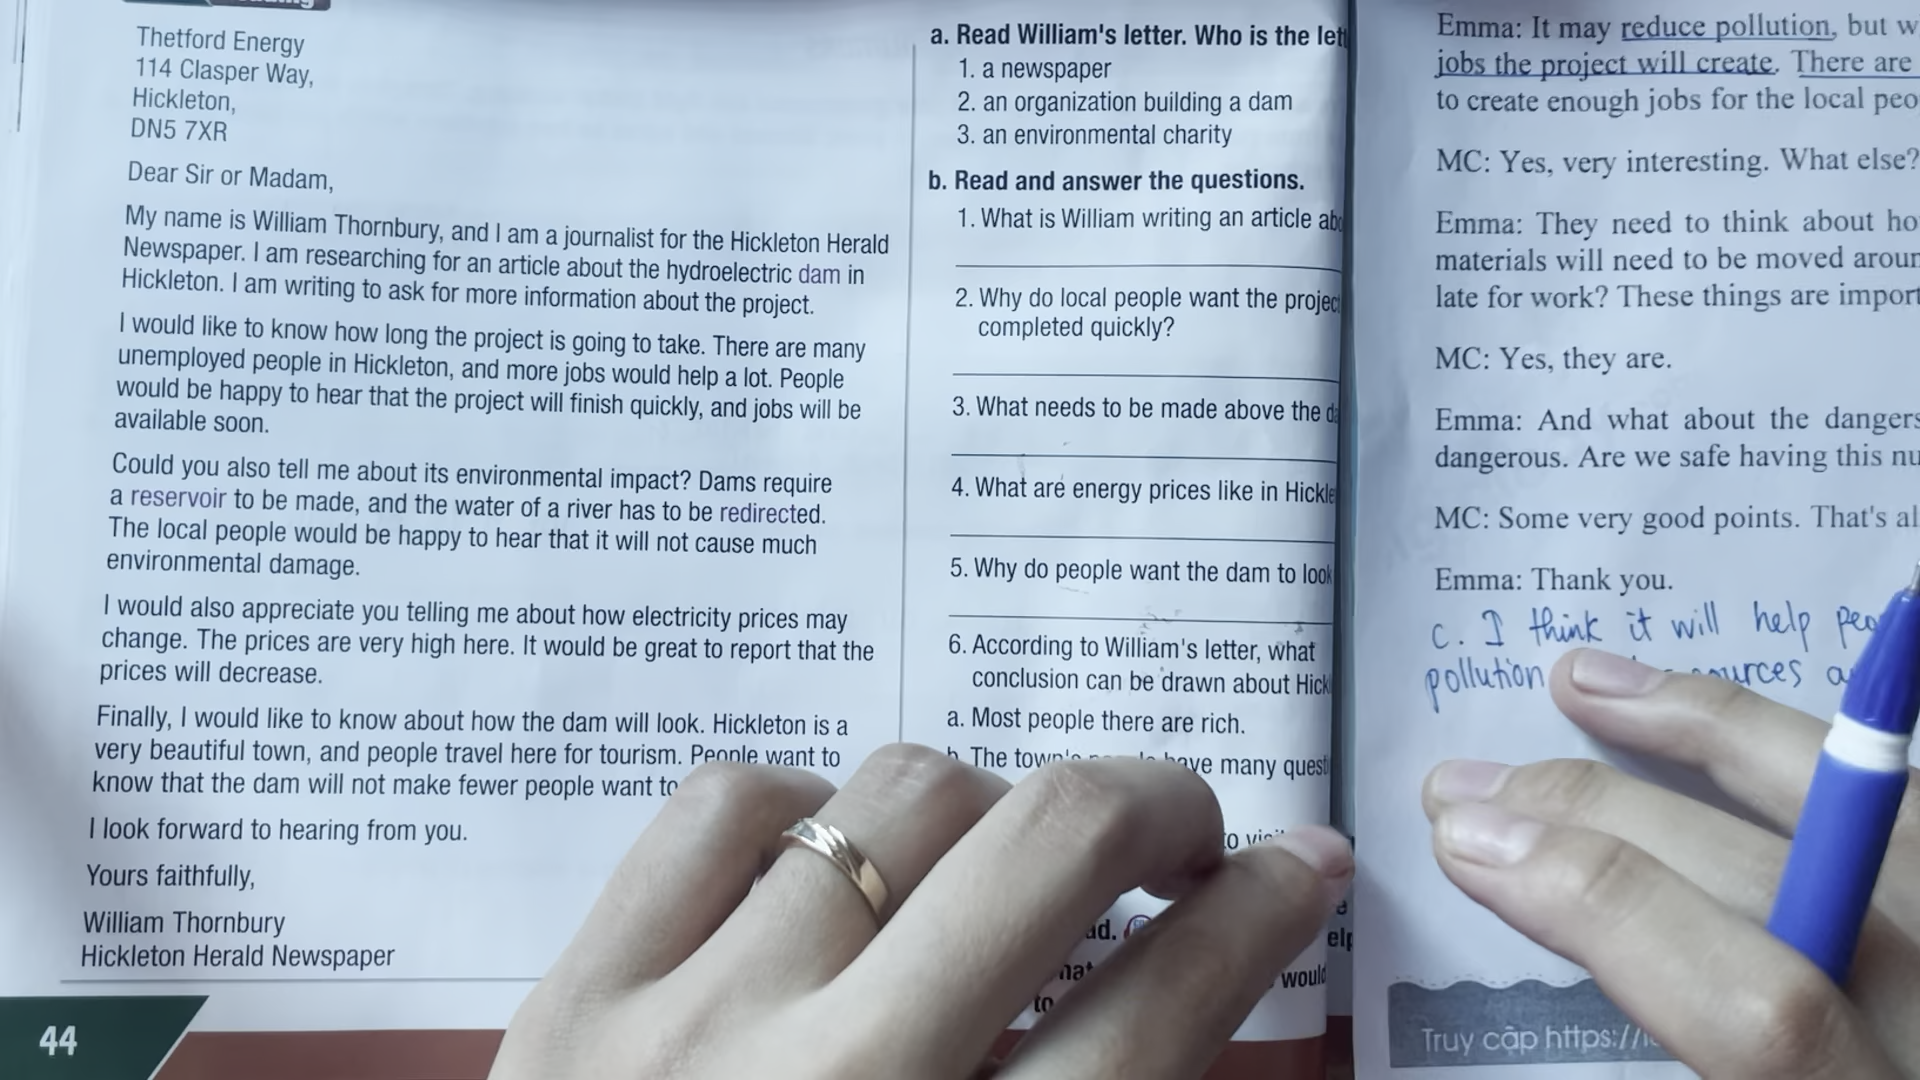 Thetford Energy
114 Clasper Way,
Hickleton,
DN5 7XR
Dear Sir or Madam,
My name is William Thornbury, and I am a journalist for the Hickleton Herald
Newspaper. I am researching for an article about the hydroelectric dam in
Hickleton. I am writing to ask for more information about the project.
I would like to know how long the project is going to take. There are many
unemployed people in Hickleton, and more jobs would help a lot. People
would be happy to hear that the project will finish quickly, and jobs will be
available soon.
Could you also tell me about its environmental impact? Dams require
a reservoir to be made, and the water of a river has to be redirected.
The local people would be happy to hear that it will not cause much
environmental damage.
I would also appreciate you telling me about how electricity prices may
change. The prices are very high here. It would be great to report that the
prices will decrease.
Finally, I would like to know about how the dam will look. Hickleton is a
very beautiful town, and people travel here for tourism. People want to
know that the dam will not make fewer people want to
I look forward to hearing from you.
Yours faithfully,
William Thornbury
Hickleton Herald Newspaper
44
a. Read William's letter. Who is the
1. a newspaper
2. an organization building a dam
3. an environmental charity
b. Read and answer the questions.
1. What is William writing an article
2. Why do local people want the
completed quickly?
3. What needs to be made above the
4. What are energy prices like in
5. Why do people want the dam to
6. According to William's letter, what
conclusion can be drawn about
a. Most people there are rich.
The many
to
would
to
Emma: It may reduce pollution, but
jobs the project will create. There are
to create enough jobs for the local
MC: Yes, very interesting. What else?
Emma: They need to think about
materials will need to be moved
late for work? These things are
MC: Yes, they are.
Emma: And what about the dangers
dangerous. Are we safe having this
MC: Some very good points. That's
Emma: Thank you.
c. I think it will help
pollution
Truy cập https://